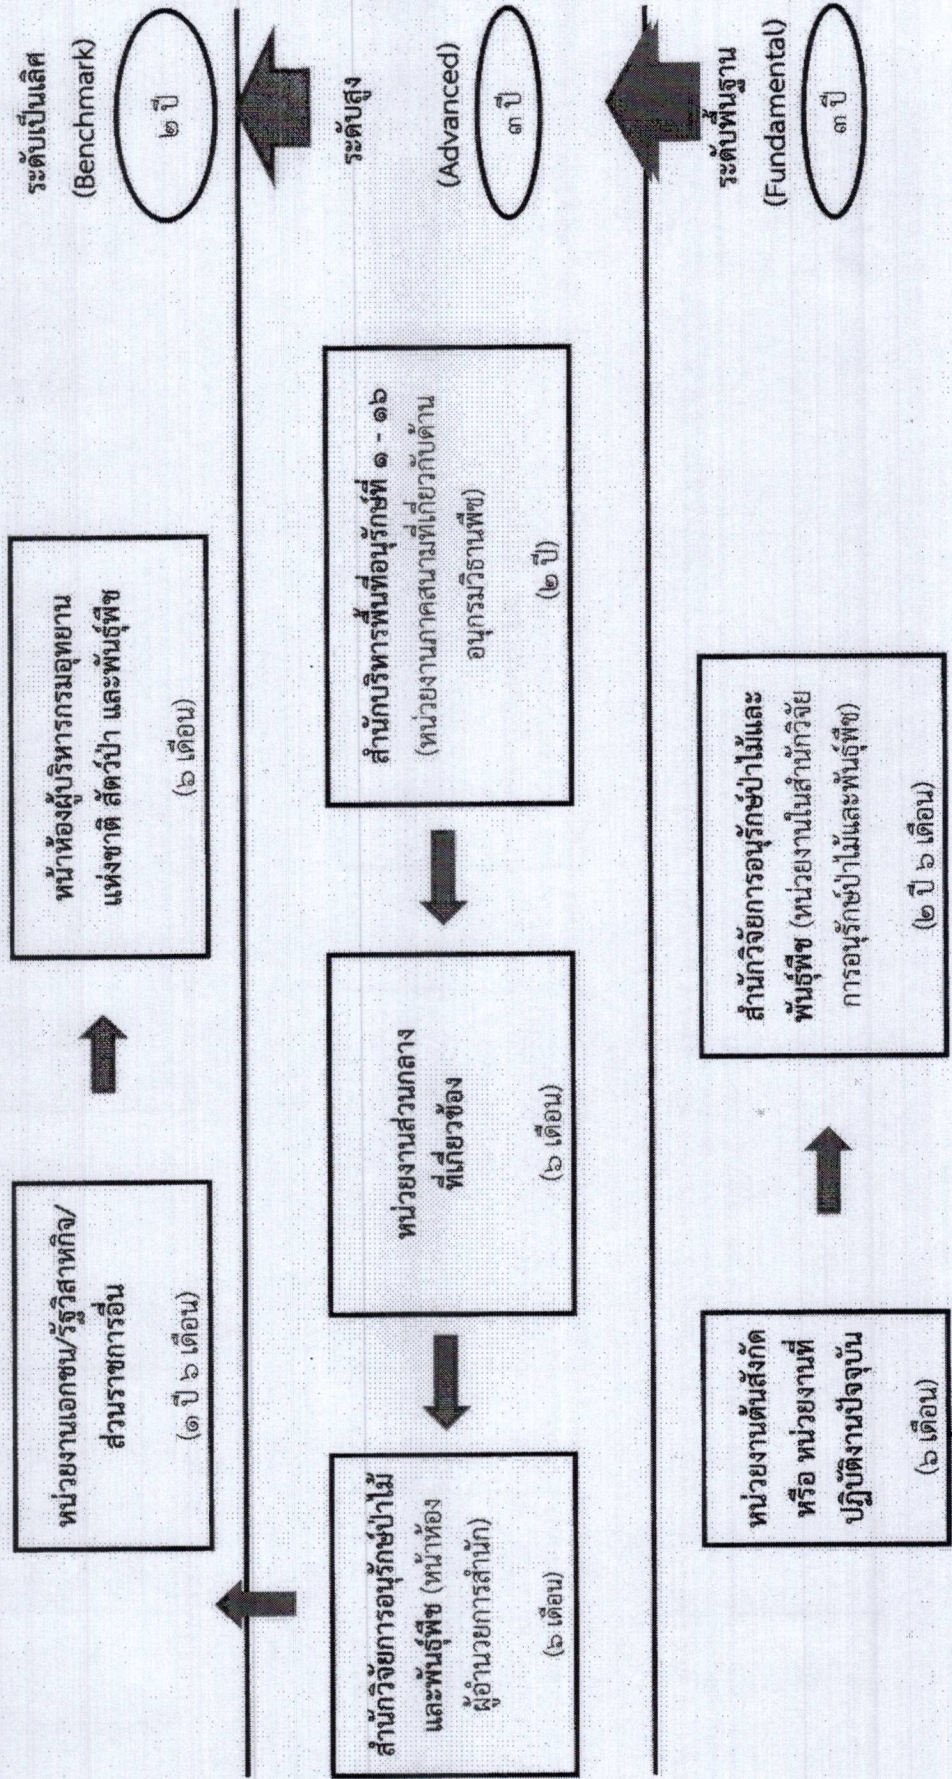 หน่วยงานเอกชน/รัฐวิสาหกิจ/
ส่วนราชการอื่น
(๑ ปี ๖ เดือน)
หน้าห้องผู้บริหารกรมอุทยาน
แห่งชาติ สัตว์ป่า และพันธุ์พืช
(๖ เดือน)
ระดับเป็นเลิศ
(Benchmark)
๒ ปี
สำนักวิจัยการอนุรักษ์ป่าไม้
และพันธุ์พืช (หน้าห้อง
ผู้อำนวยการสำนัก)
(๖ เดือน)
หน่วยงานส่วนกลาง
ที่เกี่ยวข้อง
(๖ เดือน)
สำนักบริหารพื้นที่อนุรักษ์ที่ ๑ - ๑๖
(หน่วยงานภาคสนามที่เกี่ยวกับด้าน
อนุกรมวิธานพืช)
(๒ ปี)
ระดับสูง
(Advanced)
๓ ปี
หน่วยงานต้นสังกัด
หรือ หน่วยงานที่
ปฏิบัติงานปัจจุบัน
(๖ เดือน)
สำนักวิจัยการอนุรักษ์ป่าไม้และ
พันธุ์พืช (หน่วยงานในสำนักวิจัย
การอนุรักษ์ป่าไม้และพันธุ์พืช)
(๒ ปี ๖ เดือน)
ระดับพื้นฐาน
(Fundamental)
๓ ปี